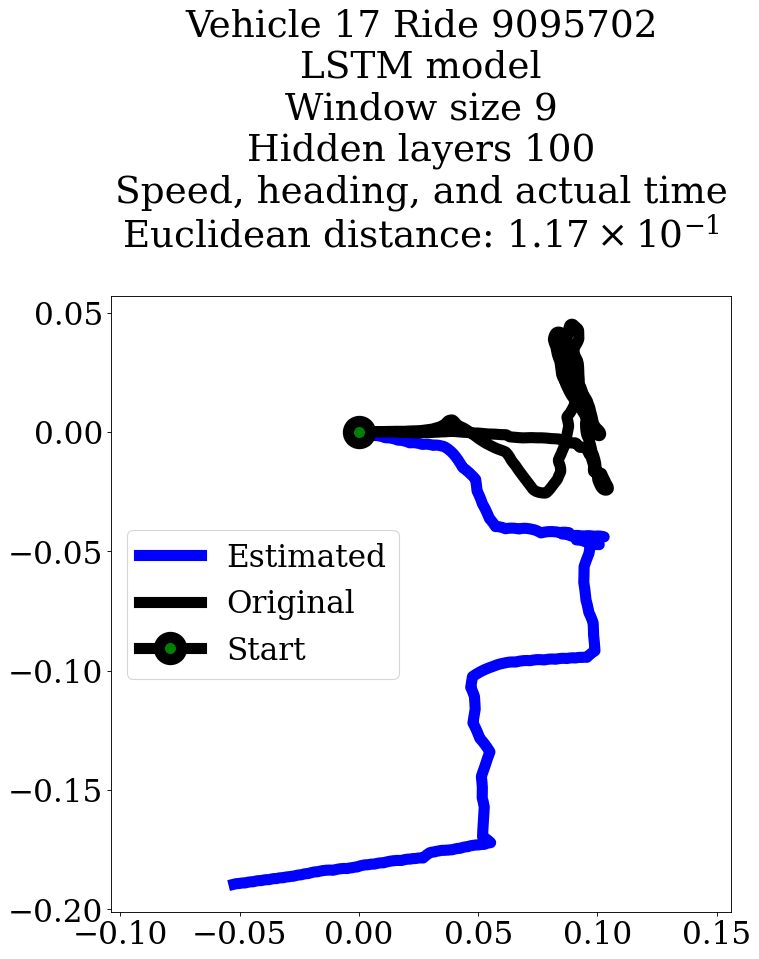 Vehicle 17 Ride 9095702
LSTM model
Window size 9
Hidden layers 100
Speed, heading, and actual time
Euclidean distance: 1.17 × 10⁻¹
0.05
0.00
−0.05
−0.10
−0.15
−0.20
Estimated
Original
Start
−0.10 −0.05 0.00 0.05 0.10 0.15